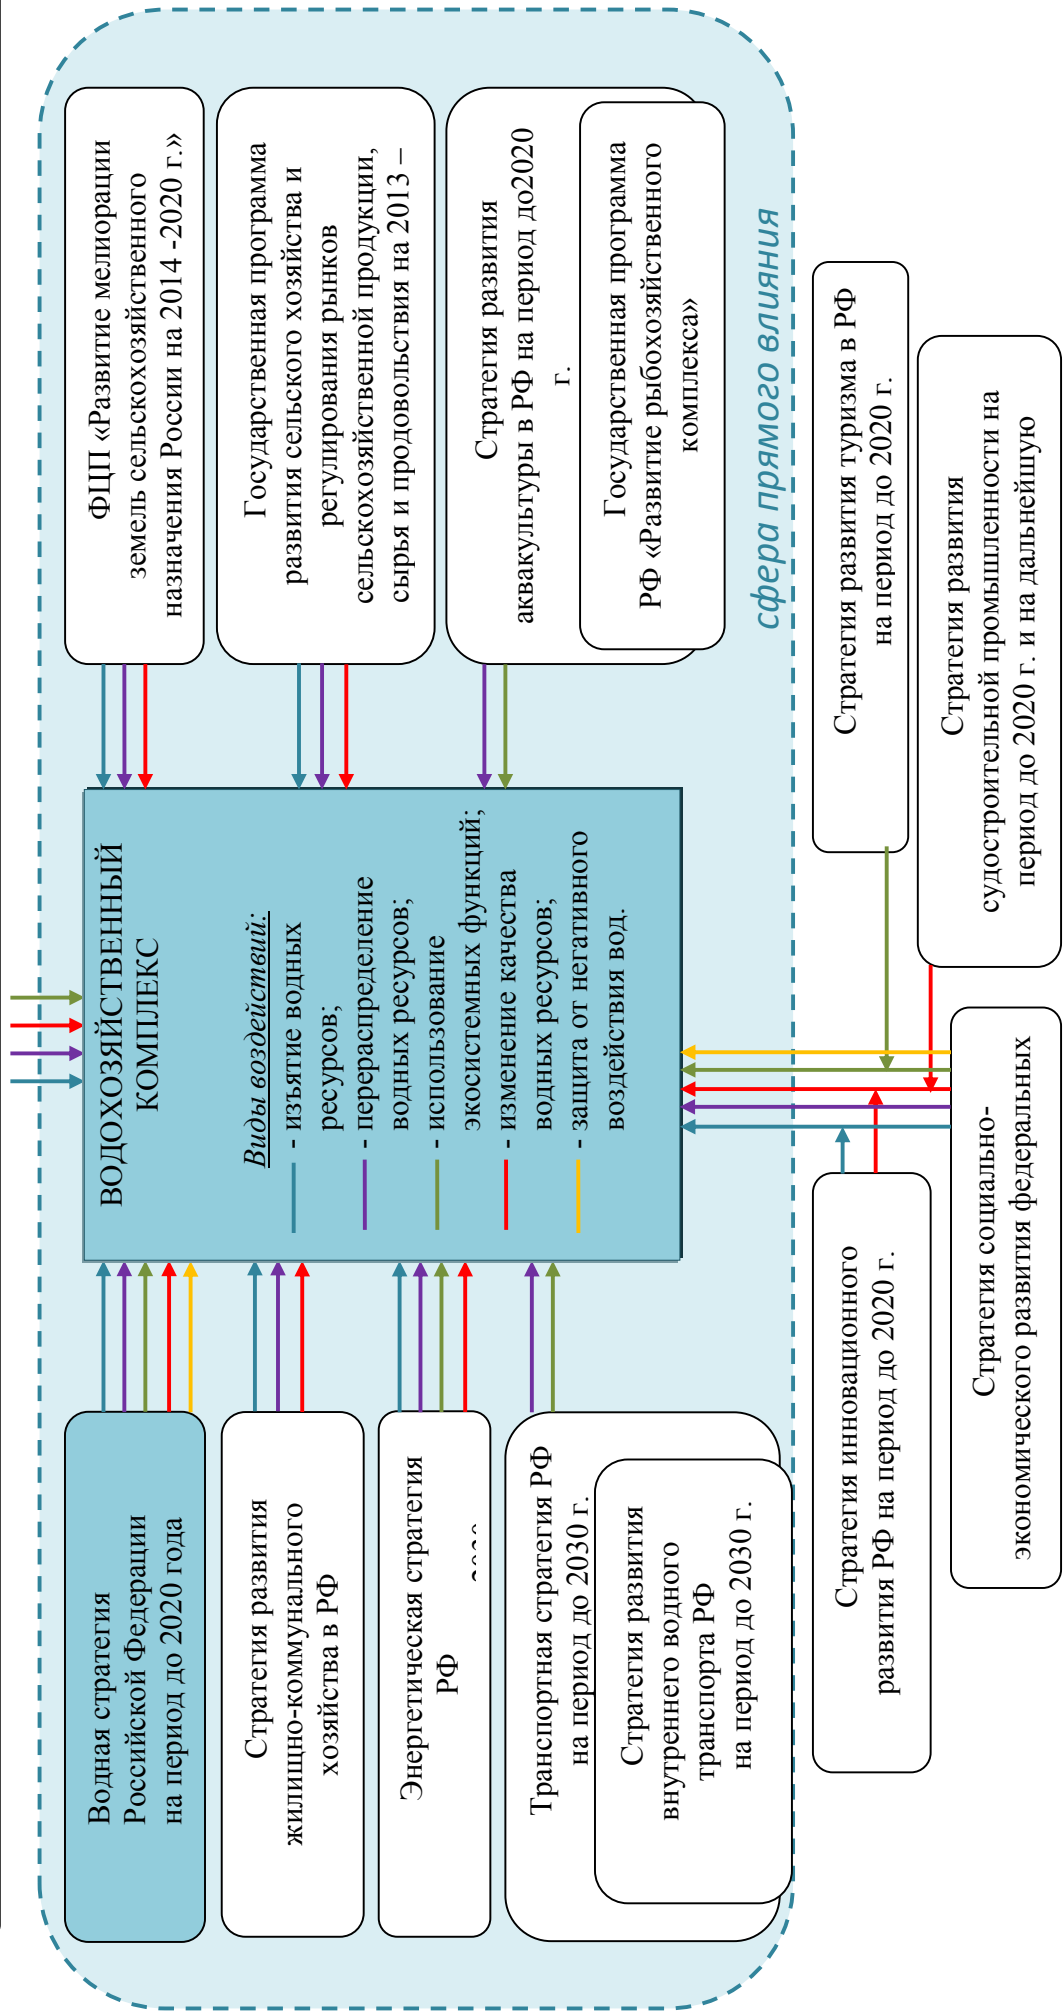 Водная стратегия
Российской Федерации
на период до 2020 года
Стратегия развития
жилищно-коммунального
хозяйства в РФ
Энергетическая стратегия
РФ
Транспортная стратегия РФ
на период до 2030 г.
Стратегия развития
внутреннего водного
транспорта РФ
на период до 2030 г.
ВОДОХОЗЯЙСТВЕННЫЙ
КОМПЛЕКС
Виды воздействий:
- изъятие водных
ресурсов;
- перераспределение
водных ресурсов;
- использование
экосистемных функций;
- изменение качества
водных ресурсов;
- защита от негативного
воздействия вод.
ФЦП «Развитие мелиорации
земель сельскохозяйственного
назначения России на 2014 -2020 г.»
Государственная программа
развития сельского хозяйства и
регулирования рынков
сельскохозяйственной продукции,
сырья и продовольствия на 2013 –
Стратегия развития
аквакультуры в РФ на период до2020
г.
Государственная программа
РФ «Развитие рыбохозяйственного
комплекса»
сфера прямого влияния
Стратегия инновационного
развития РФ на период до 2020 г.
Стратегия развития туризма в РФ
на период до 2020 г.
Стратегия социально-
экономического развития федеральных
Стратегия развития
судостроительной промышленности на
период до 2020 г. и на дальнейшую